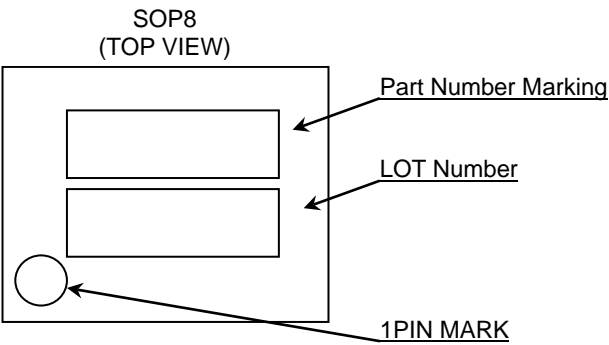 SOP8
(TOP VIEW)
Part Number Marking
LOT Number
1PIN MARK